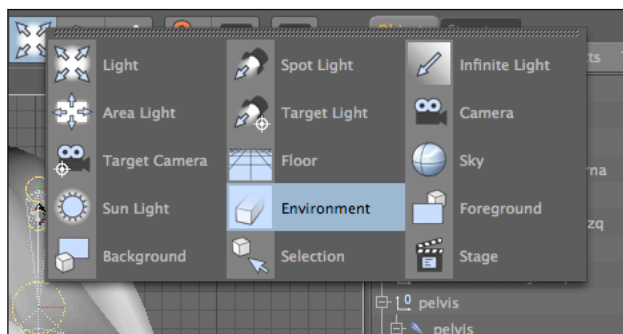 Light
Spot Light
Infinite Light
Area Light
Target Light
Camera
Target Camera
Floor
Sky
Sun Light
Environment
Foreground
Background
Selection
Stage
pelvis
pelvis